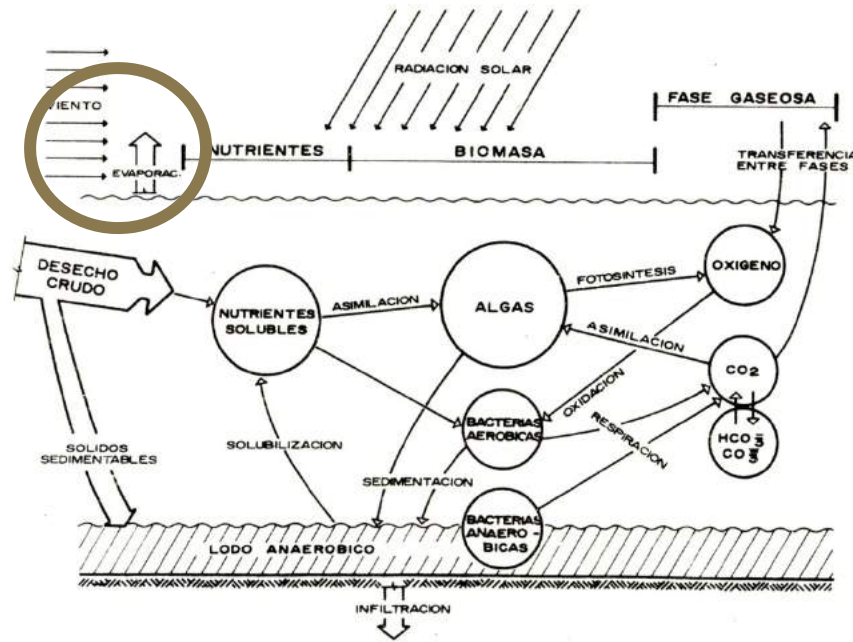 RADIACION SOLAR
FASE GASEOSA
VIENTO
NUTRIENTES
BIOMASA
TRANSFERENCIA
ENTRE FASES
EVAPORAC.
DESECHO
CRUDO
NUTRIENTES
SOLUBLES
ASIMILACION
ALGAS
FOTOSINTESIS
OXIGENO
ASIMILACION
CO2
OXIDACION
BACTERIAS
AEROBICAS
RESPIRACION
HCO3̄
CO3̿
SOLIDOS
SEDIMENTABLES
SOLUBILIZACION
SEDIMENTACION
BACTERIAS
ANAERO-
BICAS
LODO ANAEROBICO
INFILTRACION